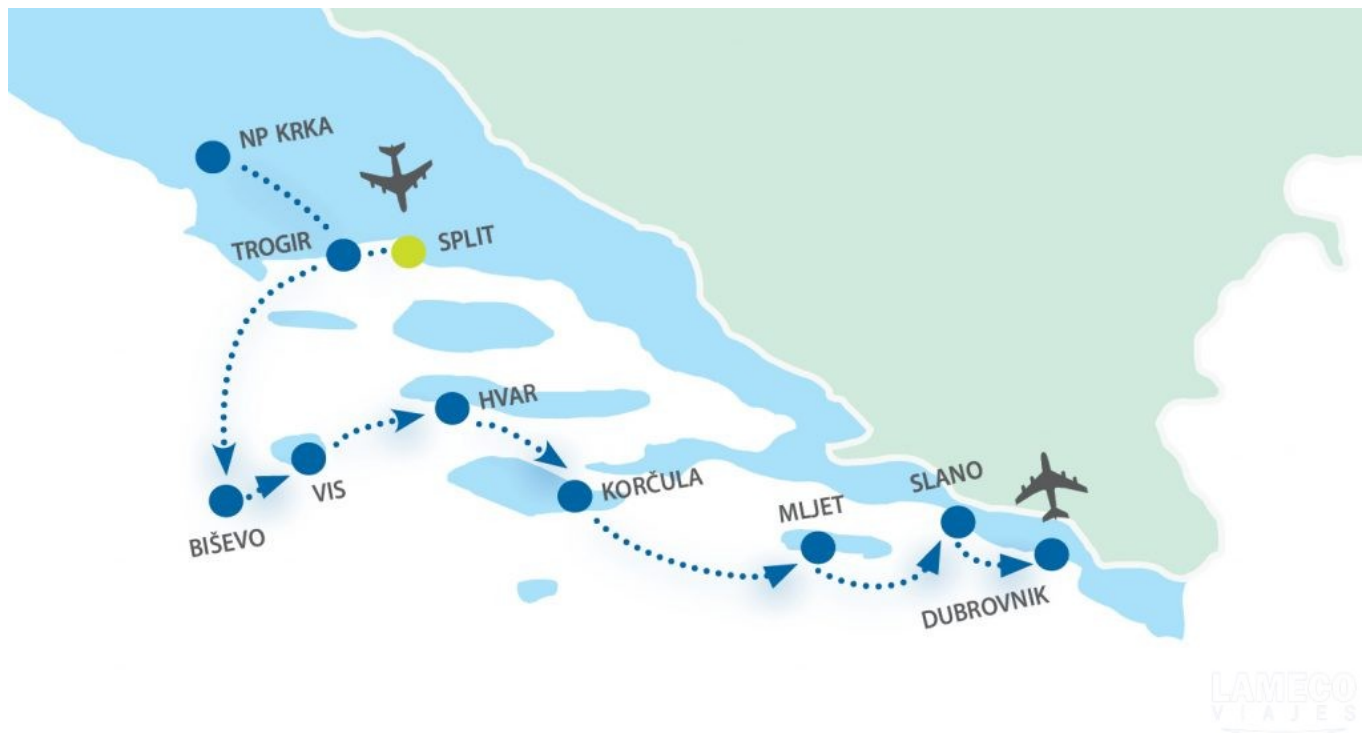 NP KRKA
TROGIR
SPLIT
HVAR
VIS
BIŠEVO
KORČULA
SLANO
MLJET
DUBROVNIK
LAMECO
VIAJES